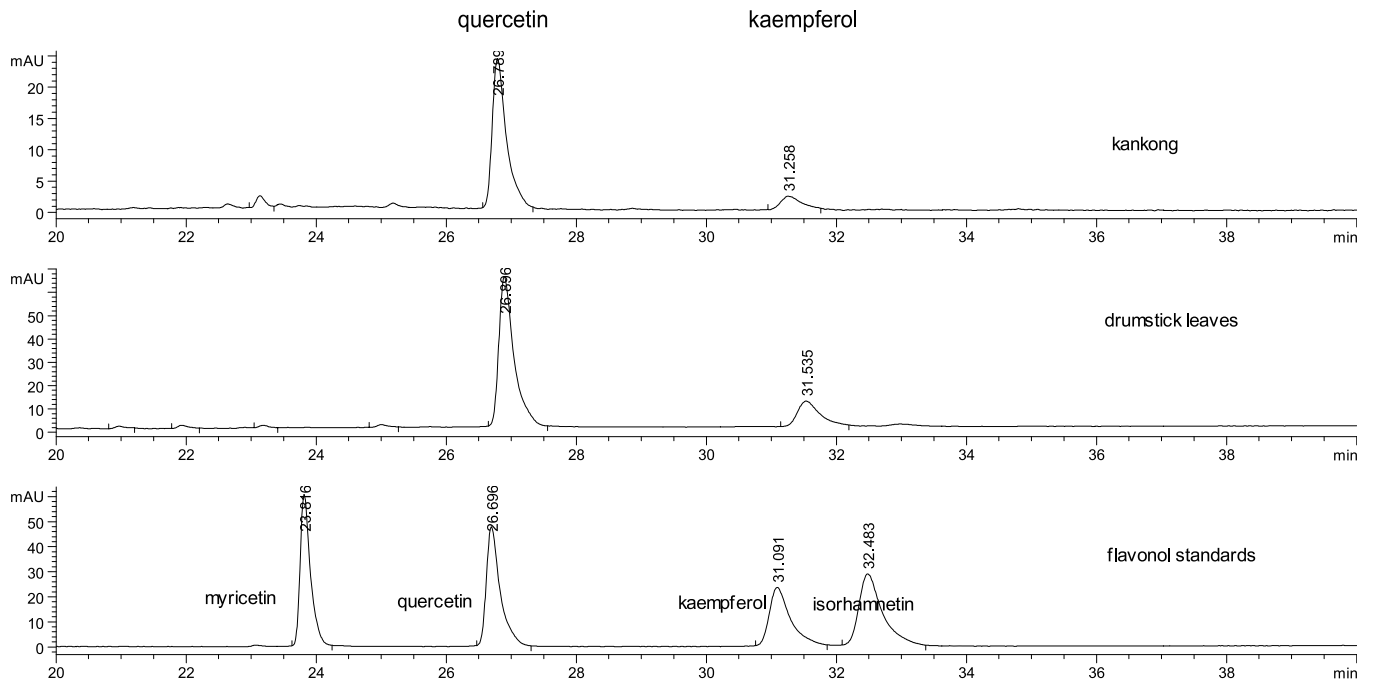 quercetin kaempferol
mAU
26.789
20
15
10
5
0
31.258
kankong
20 22 24 26 28 30 32 34 36 38 min
mAU
26.896
50
40
30
20
10
0
31.535
drumstick leaves
20 22 24 26 28 30 32 34 36 38 min
mAU
23.816
26.696
50
40
30
20
10
0
31.091
32.483
flavonol standards
myricetin quercetin kaempferol isorhamnetin
20 22 24 26 28 30 32 34 36 38 min